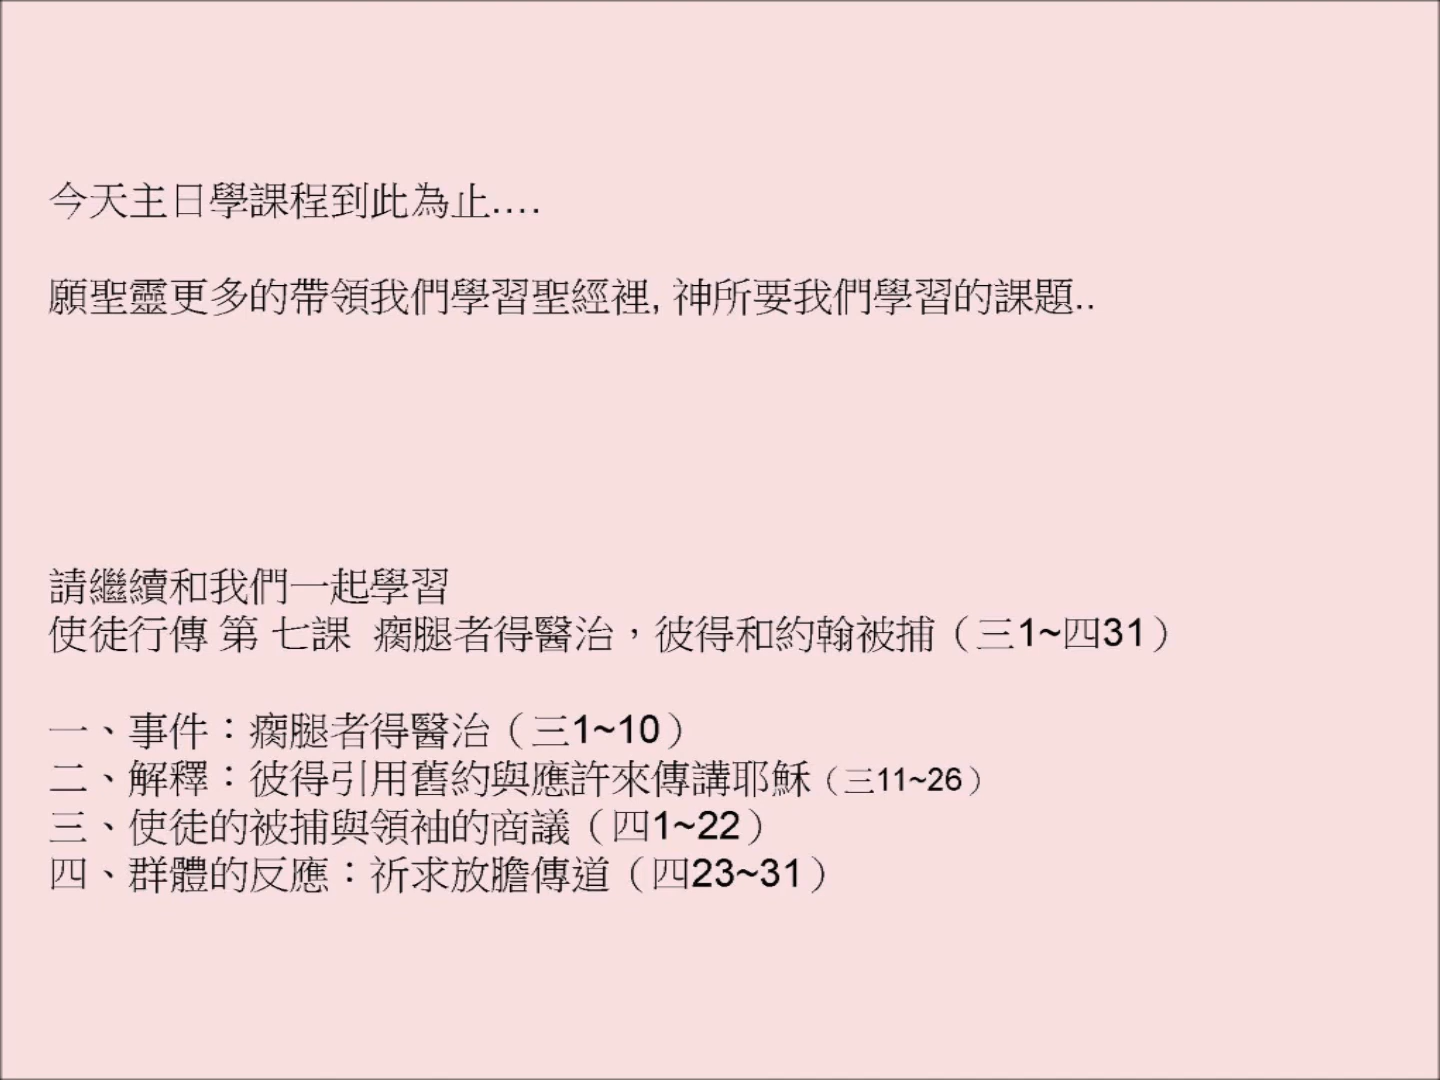 今天主日學課程到此為止....
願聖靈更多的帶領我們學習聖經裡, 神所要我們學習的課題..
請繼續和我們一起學習
使徒行傳 第 七課 瘸腿者得醫治，彼得和約翰被捕（三1~四31）
一、事件：瘸腿者得醫治（三1~10）
二、解釋：彼得引用舊約與應許來傳講耶穌（三11~26）
三、使徒的被捕與領袖的商議（四1~22）
四、群體的反應：祈求放膽傳道（四23~31）